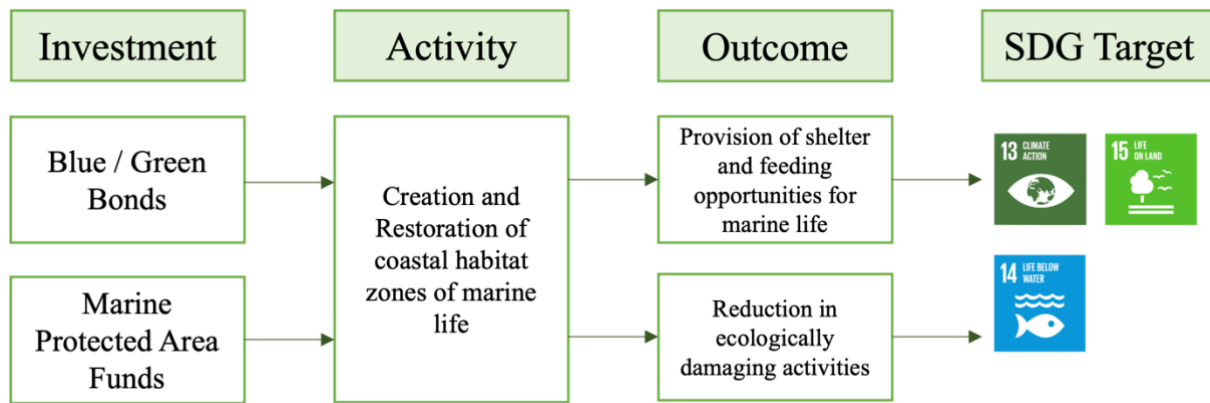 Investment
Activity
Outcome
SDG Target
Blue / Green
Bonds
Marine
Protected Area
Funds
Creation and
Restoration of
coastal habitat
zones of marine
life
Provision of shelter
and feeding
opportunities for
marine life
Reduction in
ecologically
damaging activities
13 CLIMATE
ACTION
15 LIFE
ON LAND
14 LIFE BELOW
WATER